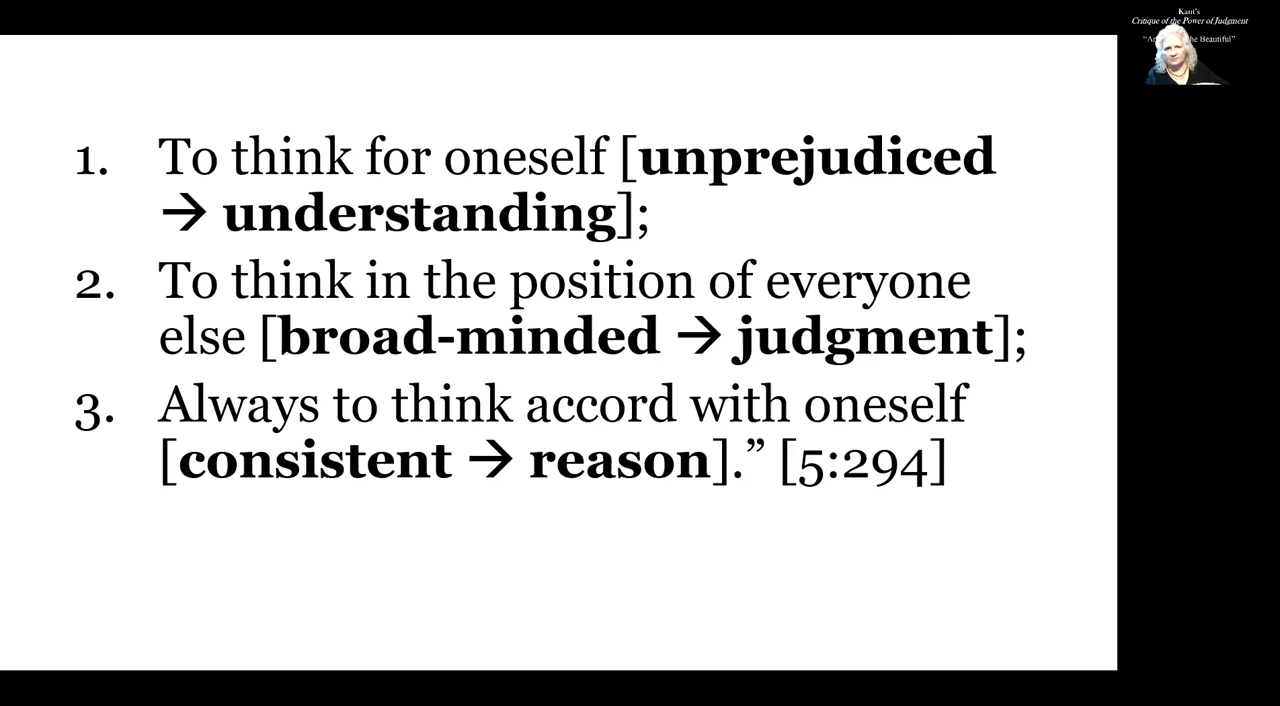 Kant's
Critique of the Power of Judgment
he Beautiful"
1. To think for oneself [unprejudiced
→ understanding];
2. To think in the position of everyone
else [broad-minded → judgment];
3. Always to think accord with oneself
[consistent → reason].” [5:294]